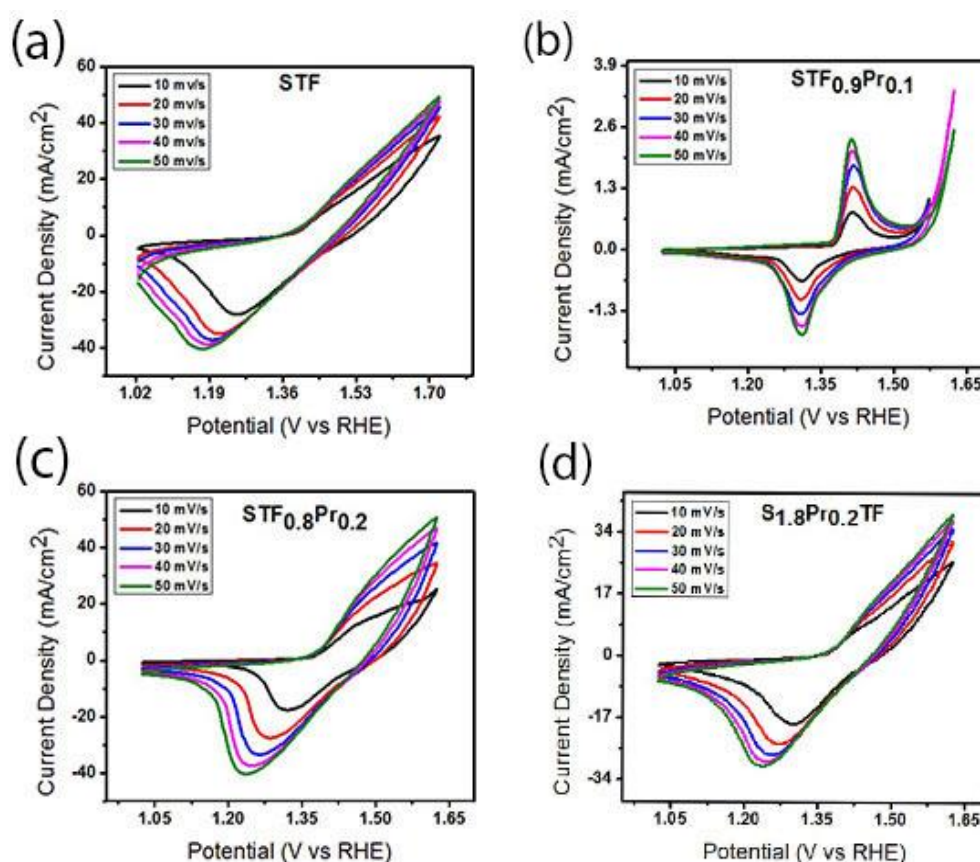 (a)
STF
10 mv/s
20 mv/s
30 mv/s
40 mv/s
50 mv/s
60
40
20
0
-20
-40
Current Density (mA/cm²)
1.02 1.19 1.36 1.53 1.70
Potential (V vs RHE)
(b)
STF0.9Pr0.1
10 mV/s
20 mV/s
30 mV/s
40 mV/s
50 mV/s
3.9
2.6
1.3
0.0
-1.3
Current Density (mA/cm²)
1.05 1.20 1.35 1.50 1.65
Potential (V vs RHE)
(c)
STF0.8Pr0.2
10 mV/s
20 mV/s
30 mV/s
40 mV/s
50 mV/s
60
40
20
0
-20
-40
Current Density (mA/cm²)
1.05 1.20 1.35 1.50 1.65
Potential (V vs RHE)
(d)
S1.8Pr0.2TF
10 mV/s
20 mV/s
30 mV/s
40 mV/s
50 mV/s
34
17
0
-17
-34
Current Density (mA/cm²)
1.05 1.20 1.35 1.50 1.65
Potential (V vs RHE)